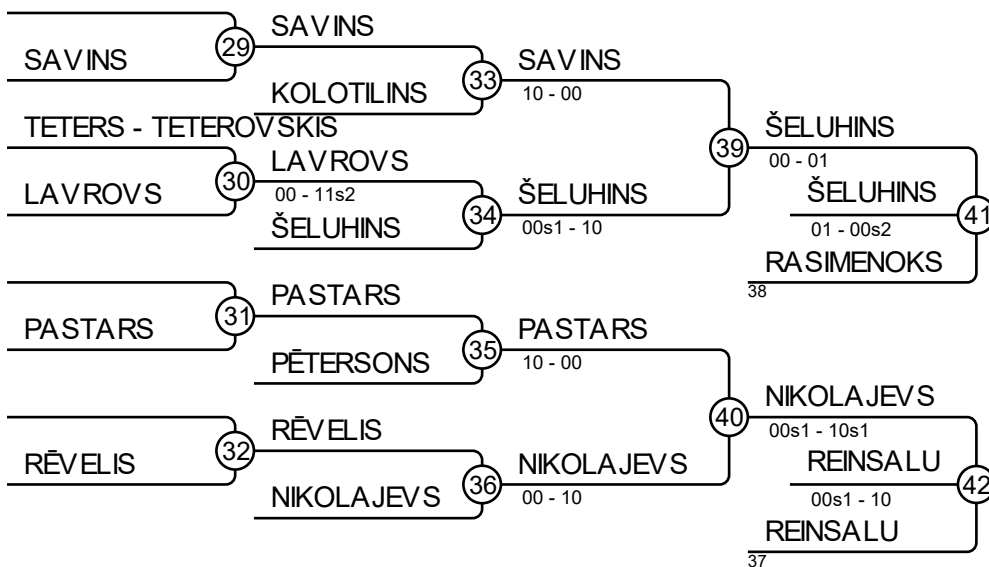 SAVINS
29
SAVINS
33
KOLOTILINS
SAVINS
10 - 00
TETERS - TETEROVSKIS
30
LAVROVS
LAVROVS
00 - 11s2
34
ŠELUHINS
ŠELUHINS
00s1 - 10
39
ŠELUHINS
00 - 01
ŠELUHINS
01 - 00s2
41
RASIMENOKS
38
31
PASTARS
PASTARS
35
PĒTERSONS
PASTARS
10 - 00
32
RĒVELIS
RĒVELIS
36
NIKOLAJEVS
NIKOLAJEVS
00 - 10
40
NIKOLAJEVS
00s1 - 10s1
REINSALU
00s1 - 10
42
REINSALU
37